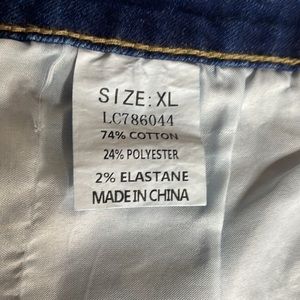 SIZE: XL
LC786044
74% COTTON
24% POLYESTER
2% ELASTANE
MADE IN CHINA